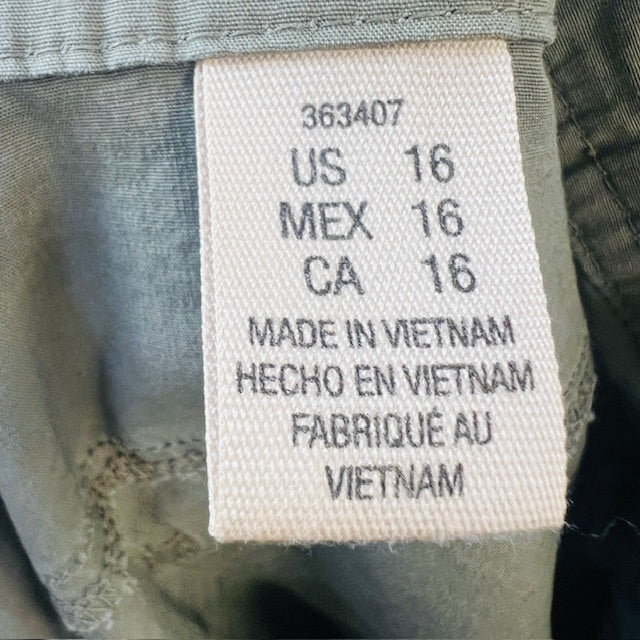 363407
US 16
MEX 16
CA 16
MADE IN VIETNAM
HECHO EN VIETNAM
FABRIQUÉ AU
VIETNAM